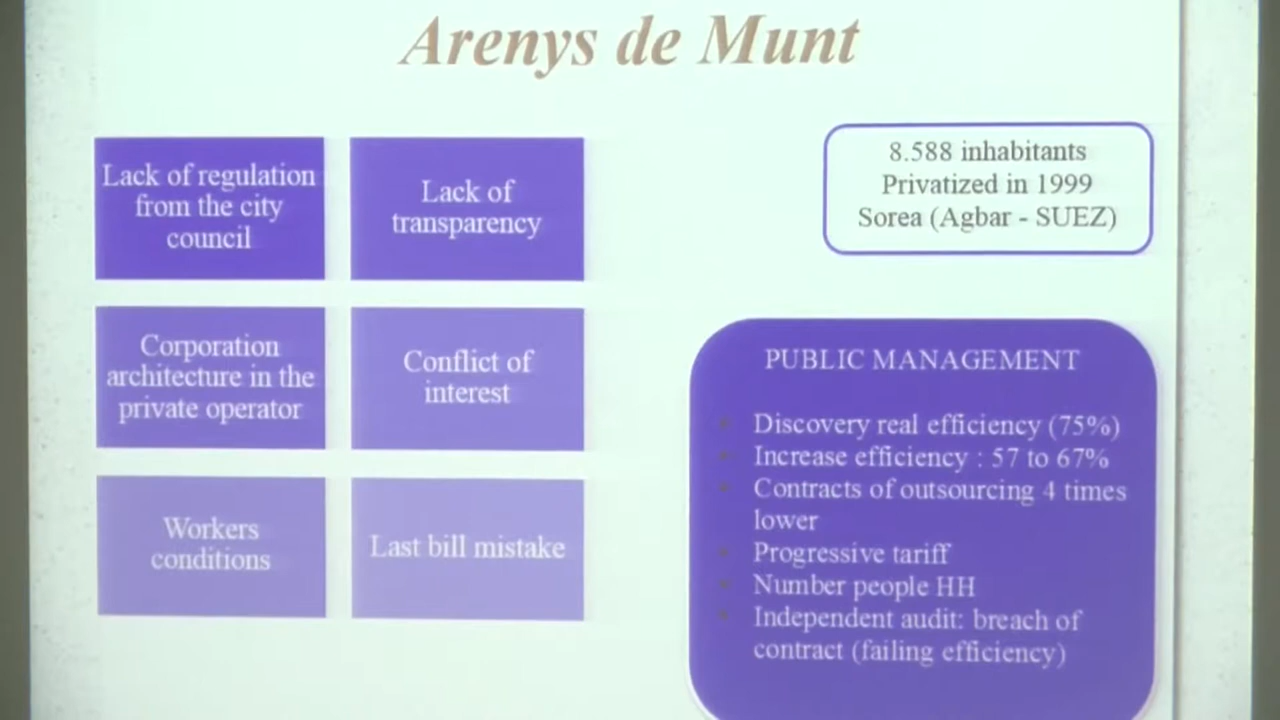 Arenys de Munt
Lack of regulation
from the city
council
Lack of
transparency
8.588 inhabitants
Privatized in 1999
Sorea (Agbar - SUEZ)
Corporation
architecture in the
private operator
Conflict of
interest
Workers
conditions
Last bill mistake
PUBLIC MANAGEMENT
Discovery real efficiency (75%)
Increase efficiency : 57 to 67%
Contracts of outsourcing 4 times
lower
Progressive tariff
Number people HH
Independent audit: breach of
contract (failing efficiency)